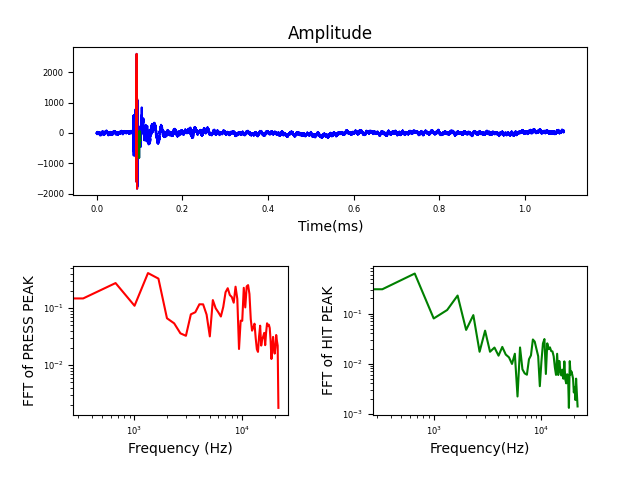 Amplitude
2000
1000
0
−1000
−2000
0.0 0.2 0.4 0.6 0.8 1.0
Time(ms)
FFT of PRESS PEAK
10⁻¹
10⁻²
10³ 10⁴
Frequency (Hz)
FFT of HIT PEAK
10⁻¹
10⁻²
10⁻³
10³ 10⁴
Frequency(Hz)